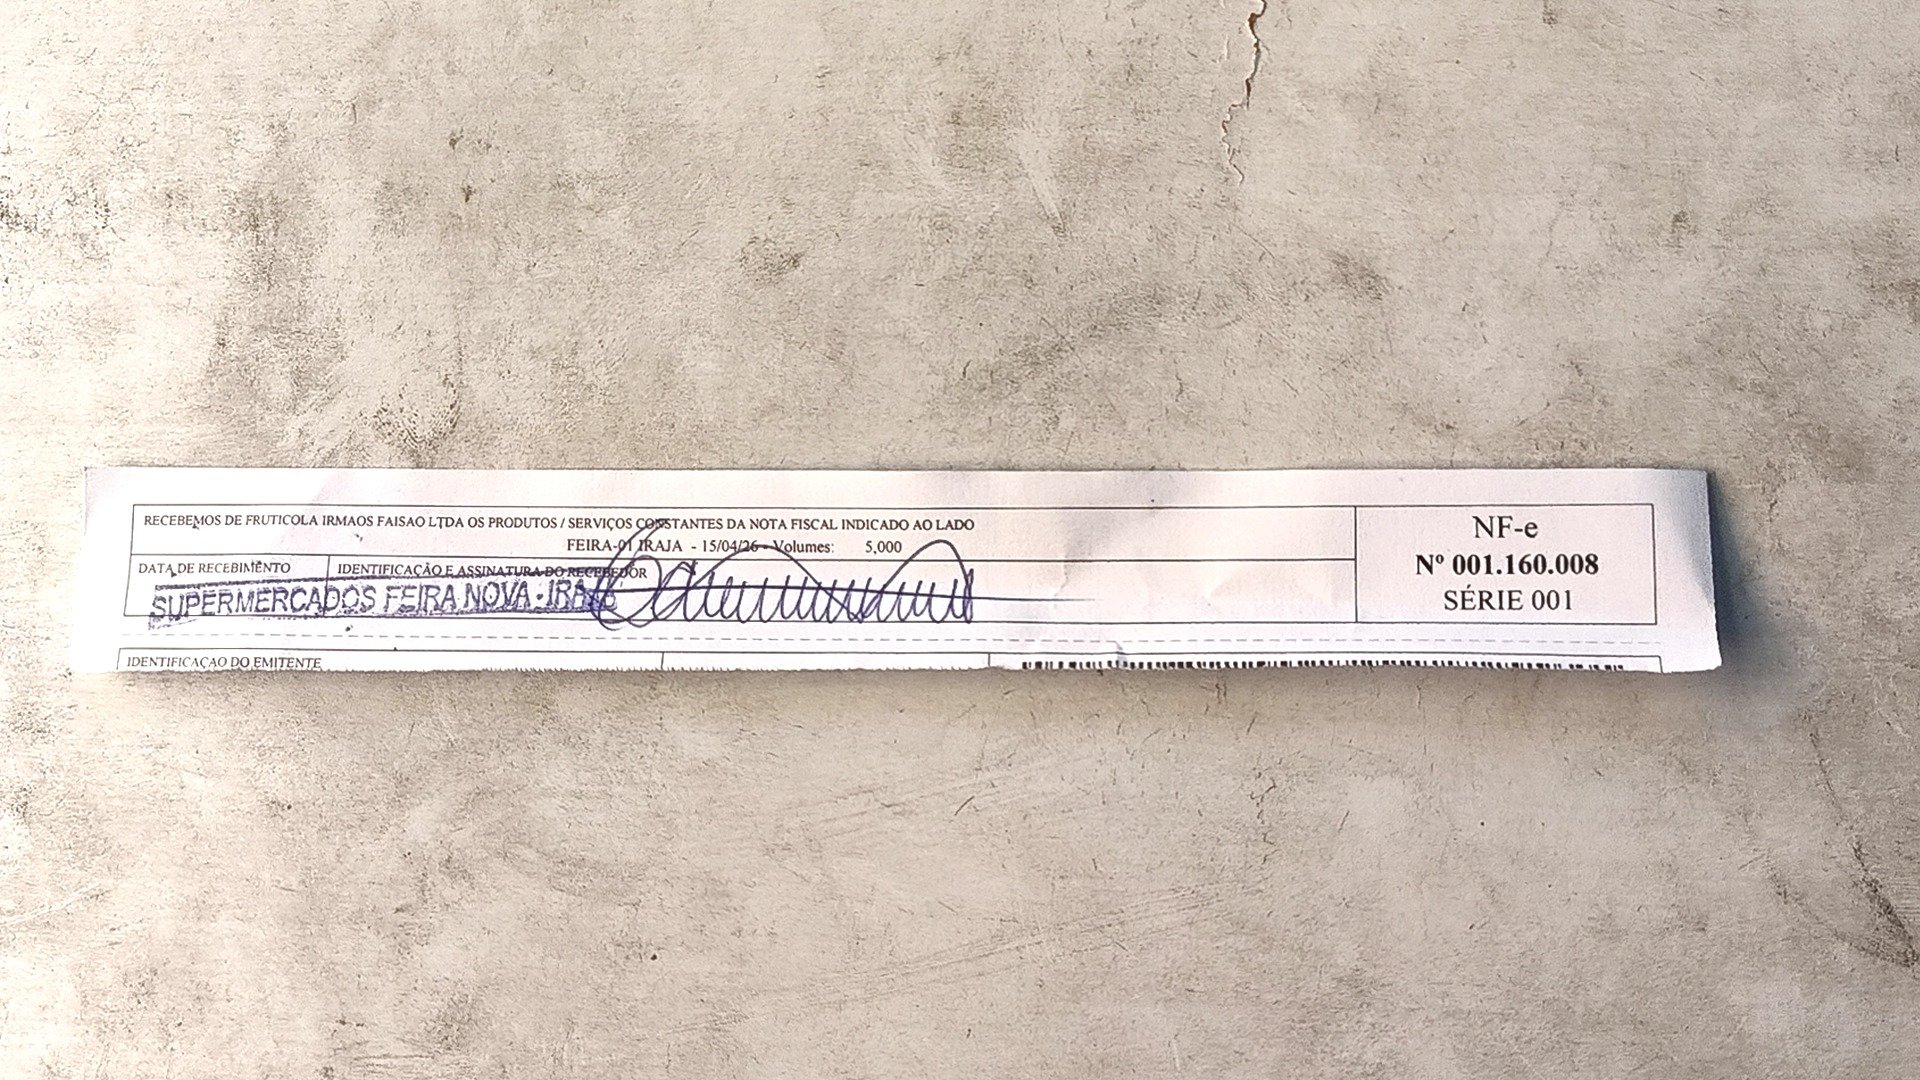 RECEBEMOS DE FRUTICOLA IRMAOS FAISAO LTDA OS PRODUTOS / SERVIÇOS CONSTANTES DA NOTA FISCAL INDICADO AO LADO
FEIRA-01 IRAJA - 15/04/26 - Volumes: 5,000
DATA DE RECEBIMENTO
IDENTIFICAÇÃO E ASSINATURA DO RECEBEDOR
SUPERMERCADOS FEIRA NOVA - IRAJÁ
NF-e
Nº 001.160.008
SÉRIE 001
IDENTIFICAÇAO DO EMITENTE